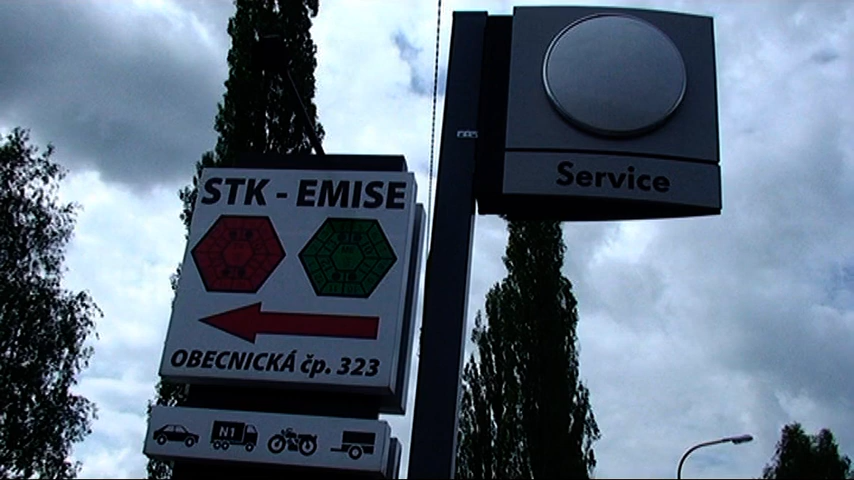 STK - EMISE
OBECNICKÁ čp. 323
N1
Service